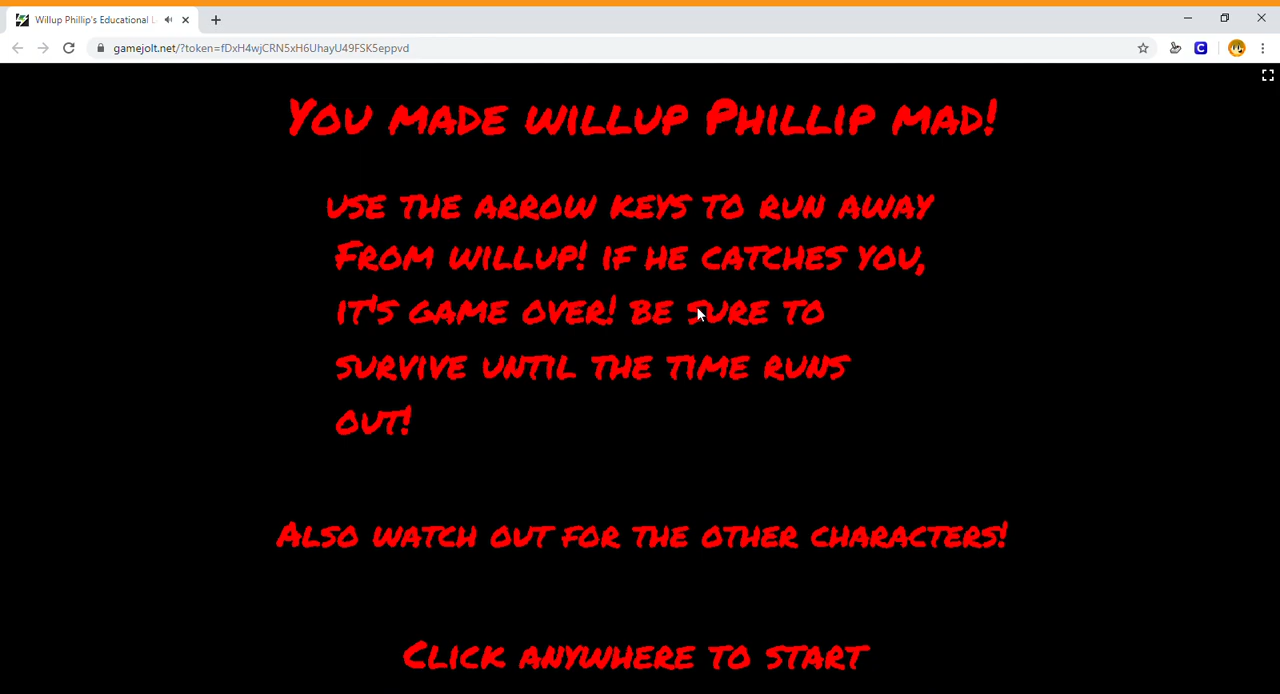 Willup Phillip's Educational L
gamejolt.net/?token=fDxH4wjCRN5xH6UhayU49FSK5eppvd
You made willup Phillip mad!
use the arrow keys to run away
From willup! if he catches you,
it's game over! be sure to
survive until the time runs
out!
Also watch out for the other characters!
Click anywhere to start